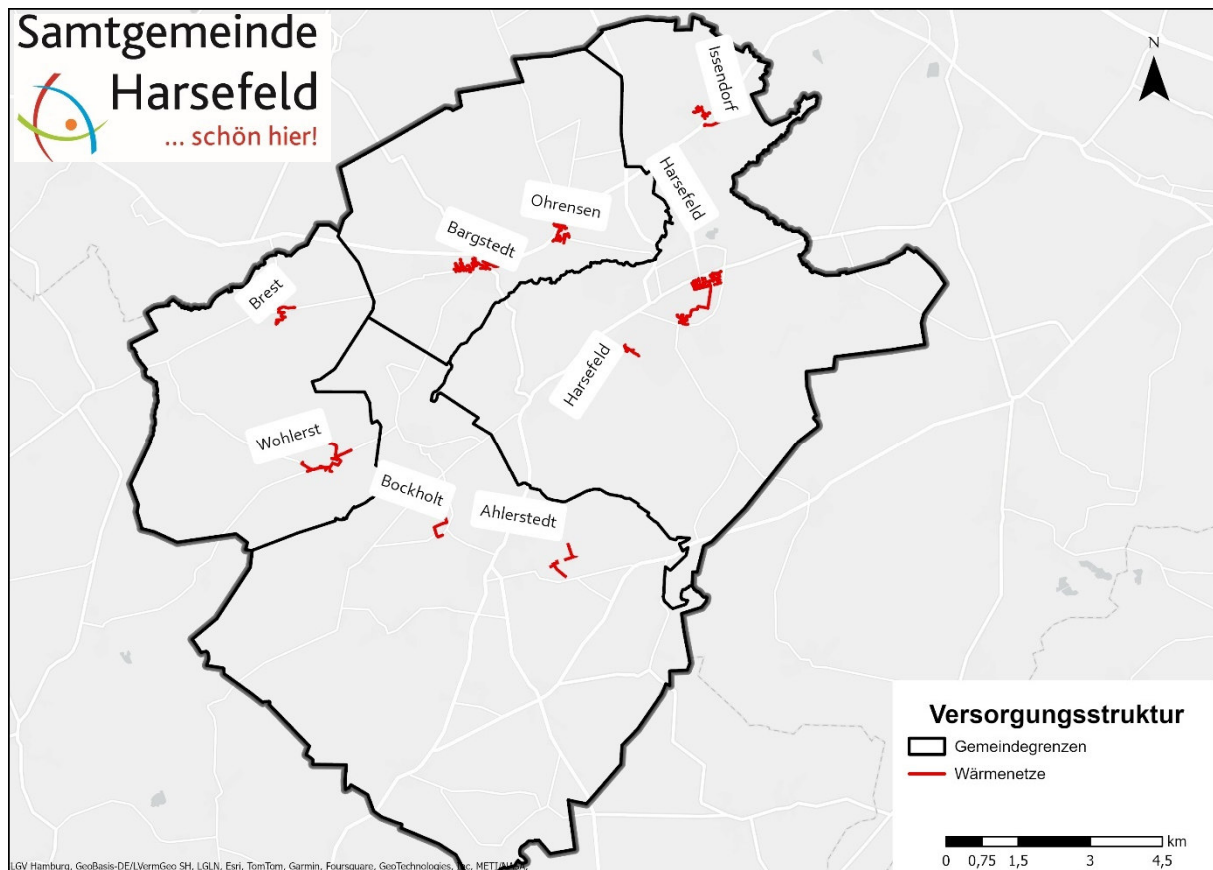 Samtgemeinde
Harsefeld
... schön hier!
N
Issendorf
Harsefeld
Ohrensen
Bargstedt
Brest
Harsefeld
Wohlerst
Bockholt
Ahlerstedt
Versorgungsstruktur
Gemeindegrenzen
Wärmenetze
km
0 0,75 1,5 3 4,5
LGV Hamburg, GeoBasis-DE/LVermGeo SH, LGLN, Esri, TomTom, Garmin, Foursquare, GeoTechnologies, Inc, METI/